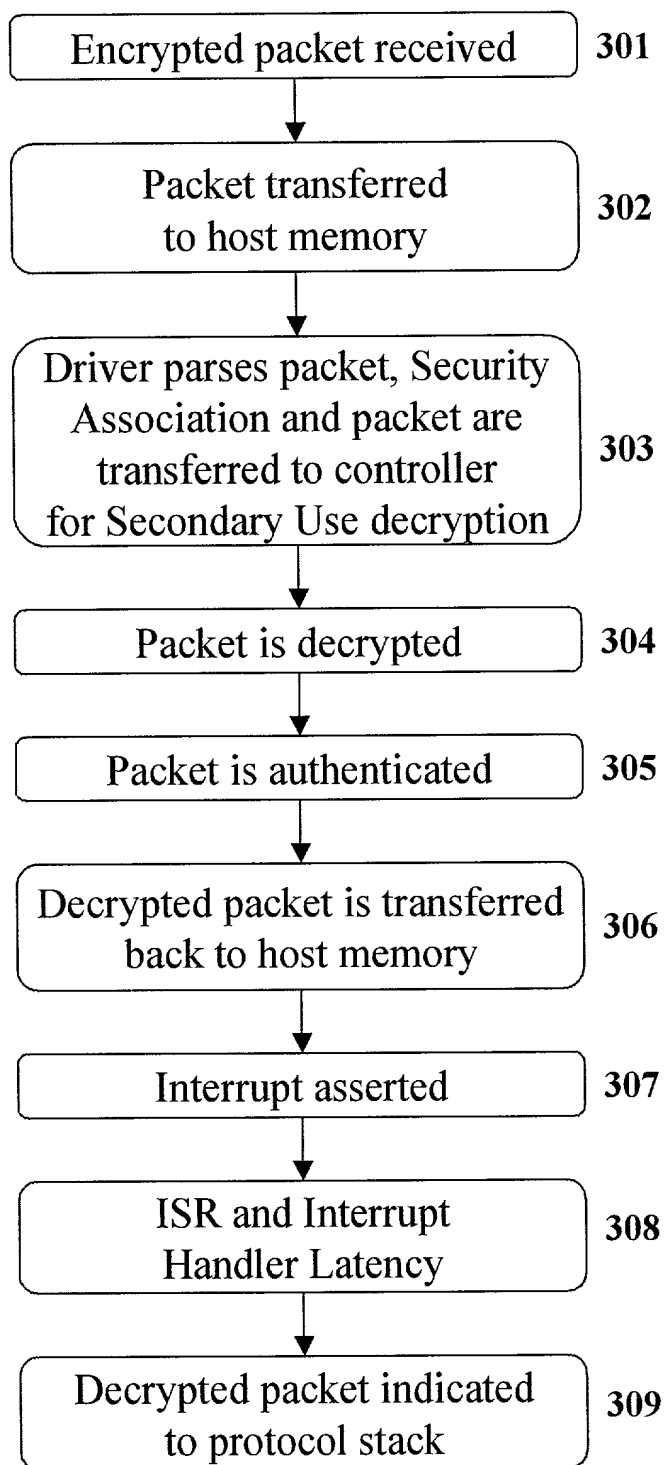 Encrypted packet received 301
Packet transferred
to host memory 302
Driver parses packet, Security
Association and packet are
transferred to controller 303
for Secondary Use decryption
Packet is decrypted 304
Packet is authenticated 305
Decrypted packet is transferred
back to host memory 306
Interrupt asserted 307
ISR and Interrupt
Handler Latency 308
Decrypted packet indicated
to protocol stack 309